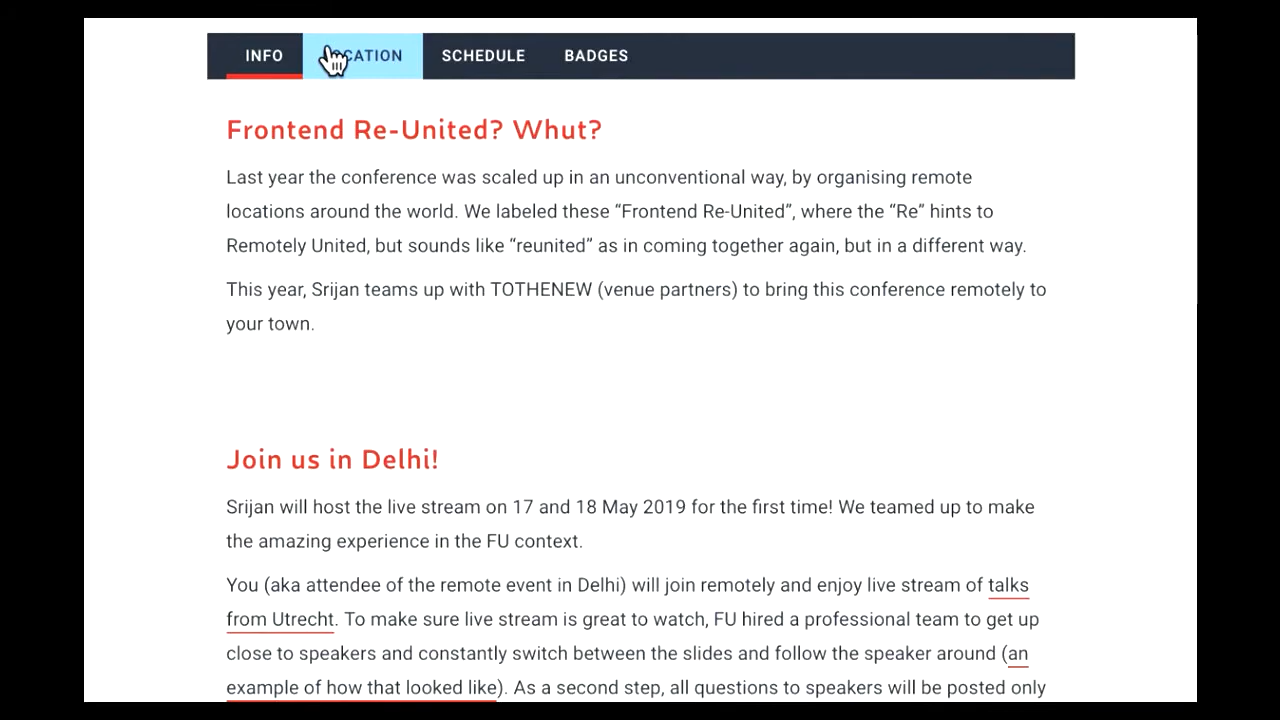 INFO
SCHEDULE
BADGES
Frontend Re-United? Whut?
Last year the conference was scaled up in an unconventional way, by organising remote
locations around the world. We labeled these “Frontend Re-United”, where the “Re” hints to
Remotely United, but sounds like “reunited” as in coming together again, but in a different way.
This year, Srijan teams up with TOTHENEW (venue partners) to bring this conference remotely to
your town.
Join us in Delhi!
Srijan will host the live stream on 17 and 18 May 2019 for the first time! We teamed up to make
the amazing experience in the FU context.
You (aka attendee of the remote event in Delhi) will join remotely and enjoy live stream of talks
from Utrecht. To make sure live stream is great to watch, FU hired a professional team to get up
close to speakers and constantly switch between the slides and follow the speaker around (an
example of how that looked like). As a second step, all questions to speakers will be posted only